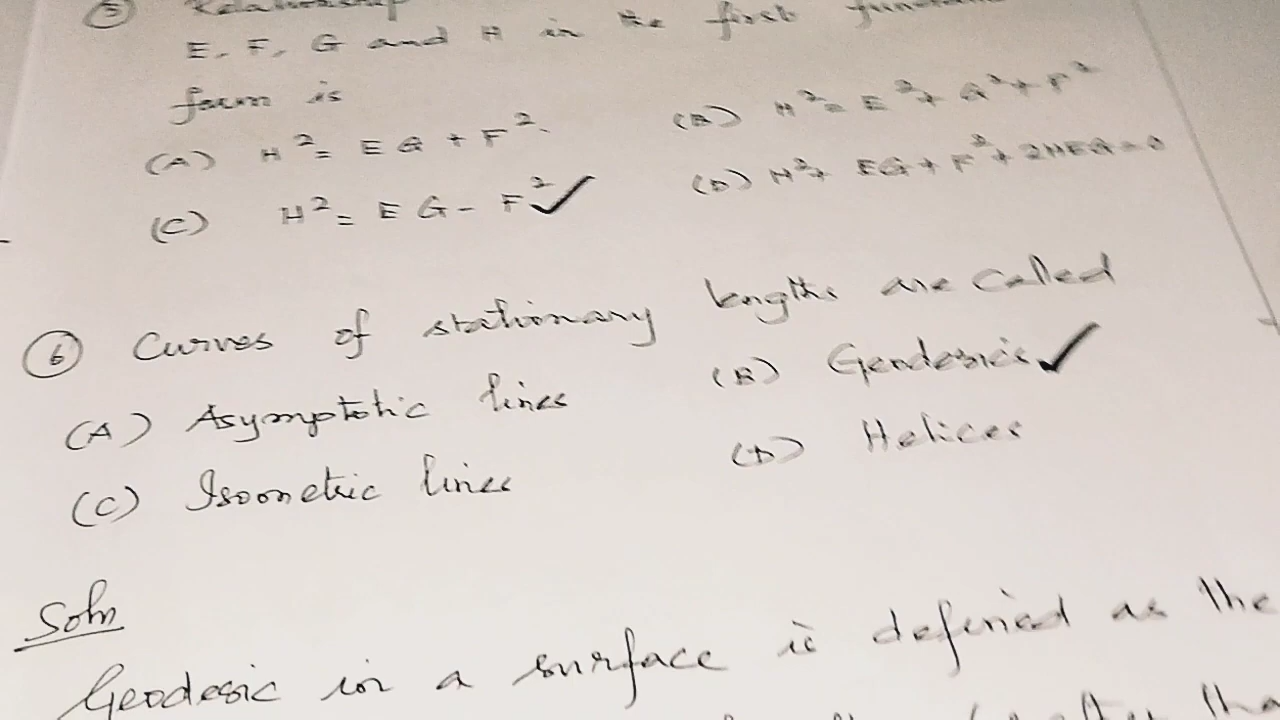 ⑤ Relationship
E, F, G and H in the first
form is
(A) H² = EG + F². (B) H² = E² + G² + F²
(C) H² = EG - F² ✓ (D) H² + EG + F² + 2HEG = 0
⑥ Curves of stationary lengths are called
(A) Asymptotic lines (B) Geodesics ✓
(C) Isometric lines (D) Helices
Soln
Geodesic in a surface is defined as the